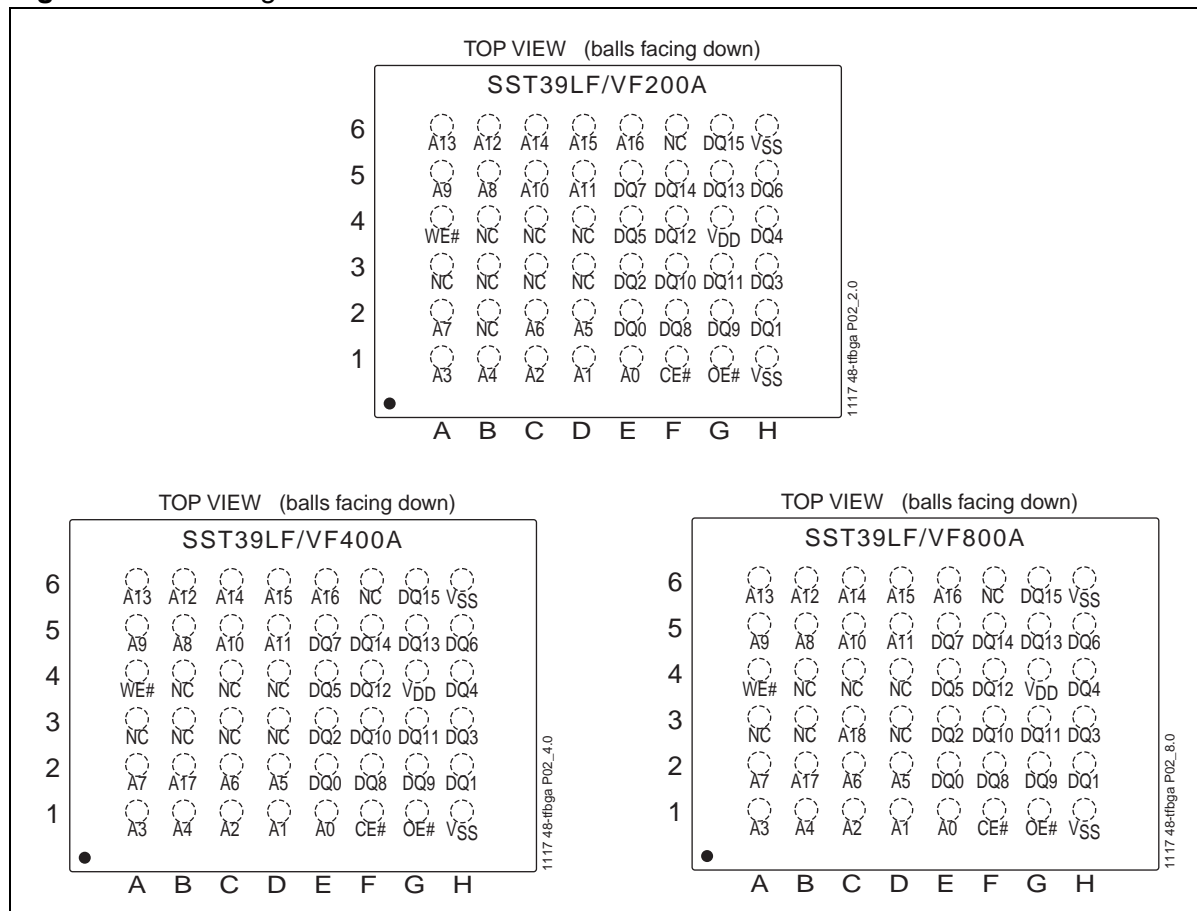 TOP VIEW (balls facing down)
SST39LF/VF200A
6 A13 A12 A14 A15 A16 NC DQ15 VSS
5 A9 A8 A10 A11 DQ7 DQ14 DQ13 DQ6
4 WE# NC NC NC DQ5 DQ12 VDD DQ4
3 NC NC NC NC DQ2 DQ10 DQ11 DQ3
2 A7 NC A6 A5 DQ0 DQ8 DQ9 DQ1
1 A3 A4 A2 A1 A0 CE# OE# VSS
A B C D E F G H
1117 48-tfbga P02_2.0
TOP VIEW (balls facing down)
SST39LF/VF400A
6 A13 A12 A14 A15 A16 NC DQ15 VSS
5 A9 A8 A10 A11 DQ7 DQ14 DQ13 DQ6
4 WE# NC NC NC DQ5 DQ12 VDD DQ4
3 NC NC NC NC DQ2 DQ10 DQ11 DQ3
2 A7 A17 A6 A5 DQ0 DQ8 DQ9 DQ1
1 A3 A4 A2 A1 A0 CE# OE# VSS
A B C D E F G H
1117 48-tfbga P02_4.0
TOP VIEW (balls facing down)
SST39LF/VF800A
6 A13 A12 A14 A15 A16 NC DQ15 VSS
5 A9 A8 A10 A11 DQ7 DQ14 DQ13 DQ6
4 WE# NC NC NC DQ5 DQ12 VDD DQ4
3 NC NC A18 NC DQ2 DQ10 DQ11 DQ3
2 A7 A17 A6 A5 DQ0 DQ8 DQ9 DQ1
1 A3 A4 A2 A1 A0 CE# OE# VSS
A B C D E F G H
1117 48-tfbga P02_8.0